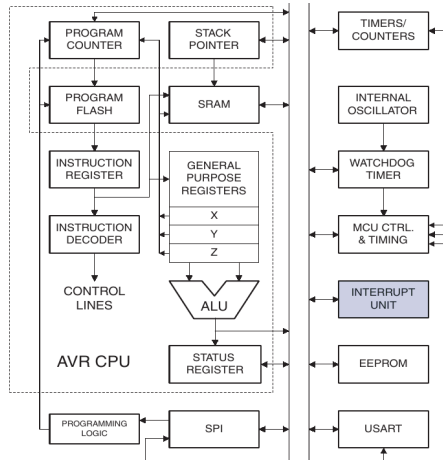 PROGRAM
COUNTER
STACK
POINTER
TIMERS/
COUNTERS
PROGRAM
FLASH
SRAM
INTERNAL
OSCILLATOR
INSTRUCTION
REGISTER
GENERAL
PURPOSE
REGISTERS
WATCHDOG
TIMER
X
Y
Z
INSTRUCTION
DECODER
MCU CTRL.
& TIMING
CONTROL
LINES
ALU
INTERRUPT
UNIT
AVR CPU
STATUS
REGISTER
EEPROM
PROGRAMMING
LOGIC
SPI
USART